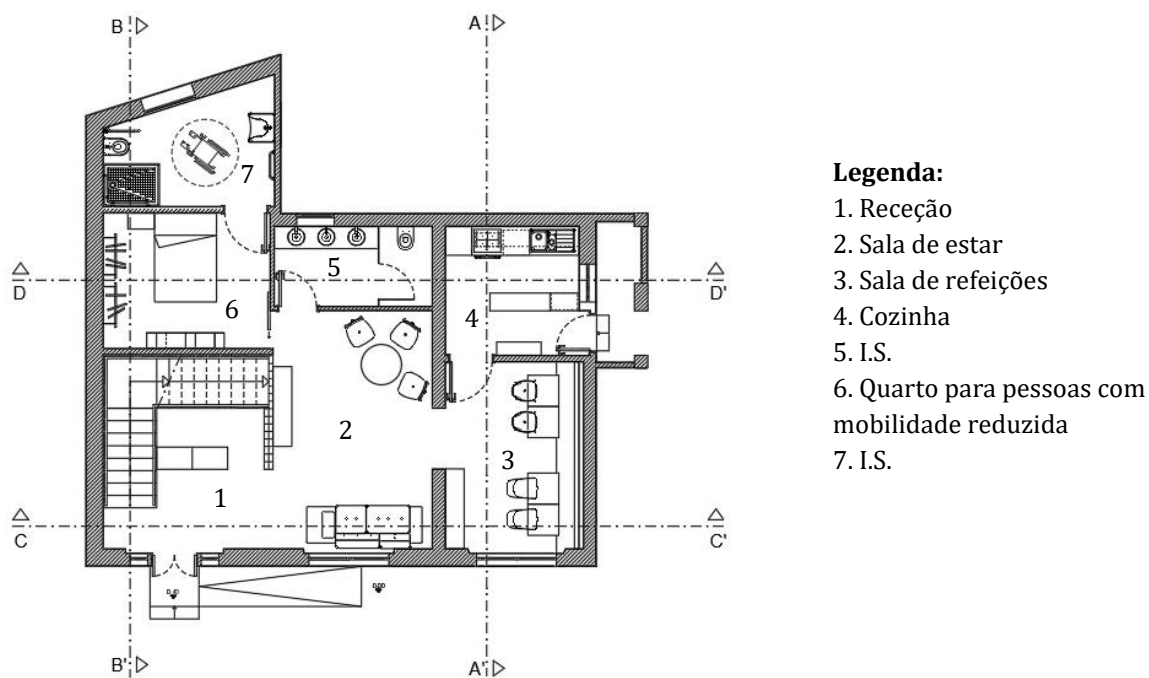 B
A
7
5
D
D'
6
4
2
3
1
C
C'
B'
A'
Legenda:
1. Receção
2. Sala de estar
3. Sala de refeições
4. Cozinha
5. I.S.
6. Quarto para pessoas com
mobilidade reduzida
7. I.S.